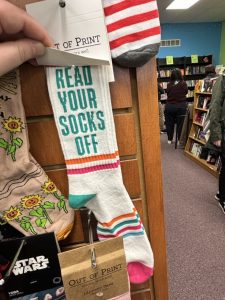 OUT OF PRINT
READ
YOUR
SOCKS
OFF
STAR
WARS
OUT OF PRINT